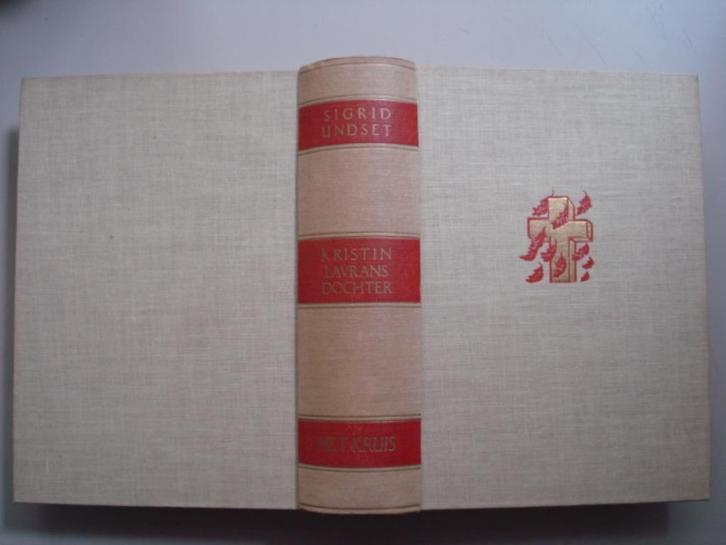 SIGRID
UNDSET
KRISTIN
LAVRANS
DOCHTER
HET KRUIS